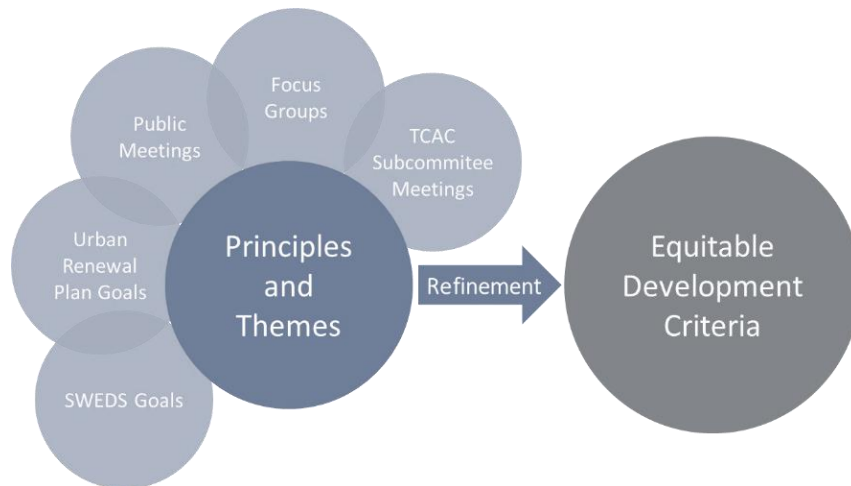 Focus
Groups
Public
Meetings
TCAC
Subcommitee
Meetings
Urban
Renewal
Plan Goals
SWEDS Goals
Principles
and
Themes
Refinement
Equitable
Development
Criteria